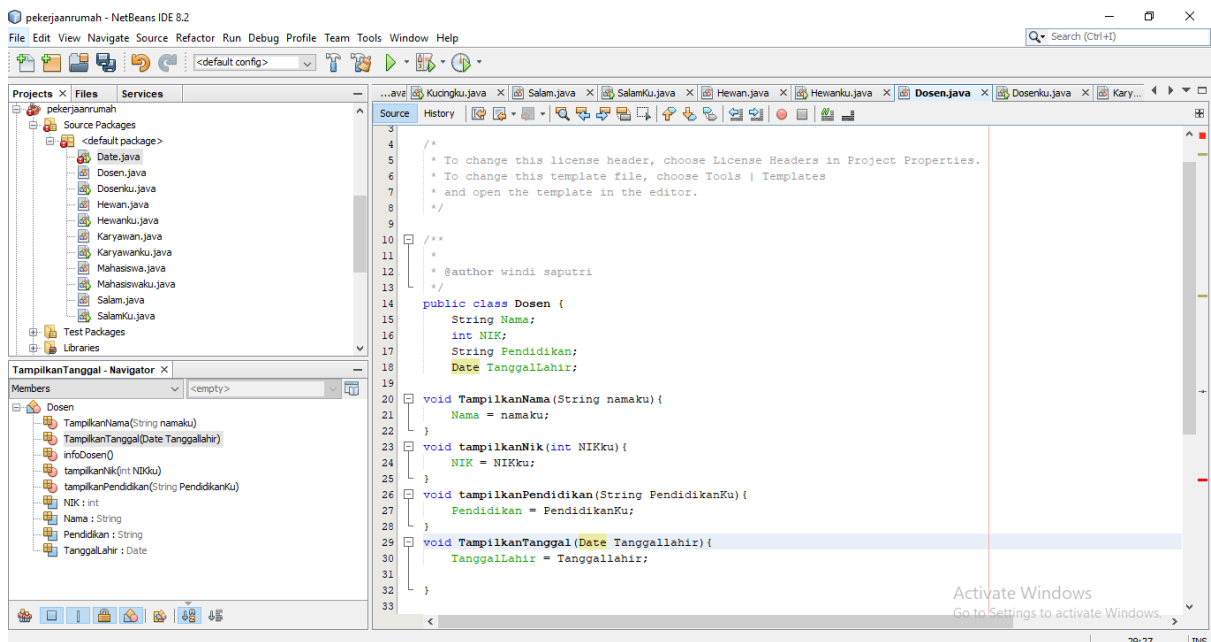 pekerjaanrumah - NetBeans IDE 8.2
File Edit View Navigate Source Refactor Run Debug Profile Team Tools Window Help
Search (Ctrl+I)
<default config>
Projects Files Services
pekerjaanrumah
Source Packages
<default package>
Date.java
Dosen.java
Dosenku.java
Hewan.java
Hewanku.java
Karyawan.java
Karyawanku.java
Mahasiswa.java
Mahasiswaku.java
Salam.java
SalamKu.java
Test Packages
Libraries
TampilkanTanggal - Navigator
Members <empty>
Dosen
TampilkanNama(String namaku)
TampilkanTanggal(Date Tanggallahir)
infoDosen()
tampilkanNik(int NIKku)
tampilkanPendidikan(String PendidikanKu)
NIK : int
Nama : String
Pendidikan : String
TanggalLahir : Date
...ava Kucingku.java Salam.java SalamKu.java Hewan.java Hewanku.java Dosen.java Dosenku.java Kary...
Source History
3
4 /*
5 * To change this license header, choose License Headers in Project Properties.
6 * To change this template file, choose Tools | Templates
7 * and open the template in the editor.
8 */
9
10 /**
11 *
12 * @author windi saputri
13 */
14 public class Dosen {
15 String Nama;
16 int NIK;
17 String Pendidikan;
18 Date TanggalLahir;
19
20 void TampilkanNama(String namaku){
21 Nama = namaku;
22 }
23 void tampilkanNik(int NIKku){
24 NIK = NIKku;
25 }
26 void tampilkanPendidikan(String PendidikanKu){
27 Pendidikan = PendidikanKu;
28 }
29 void TampilkanTanggal(Date Tanggallahir){
30 TanggalLahir = Tanggallahir;
31
32 }
33
Activate Windows
Go to Settings to activate Windows.
29:27 INS